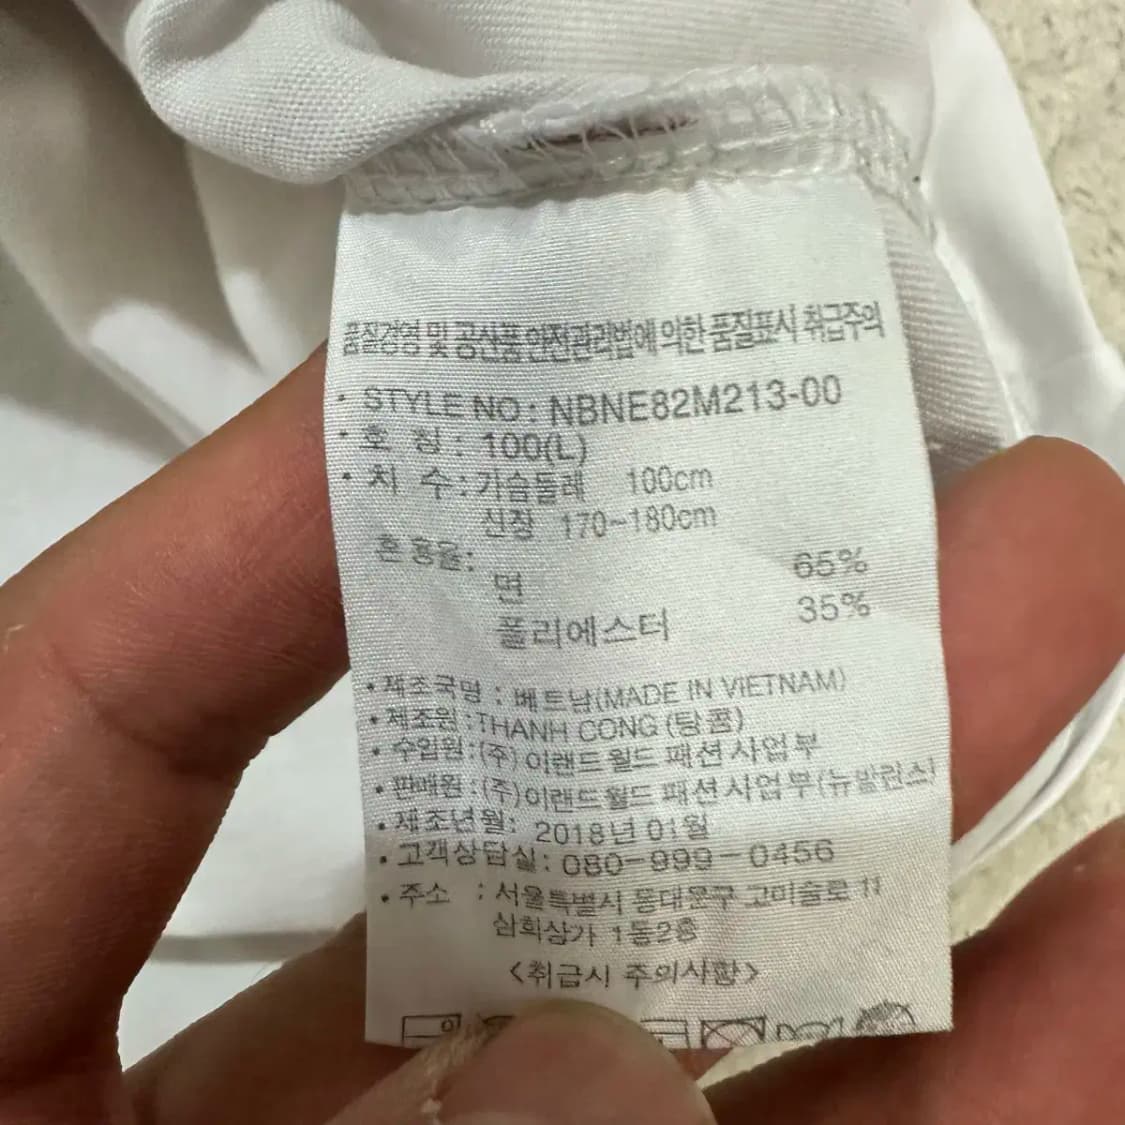 품질경영 및 공산품 안전관리법에 의한 품질표시 취급주의
• STYLE NO : NBNE82M213-00
• 호 칭 : 100(L)
• 치 수 : 가슴둘레 100cm
신장 170~180cm
혼용율:
면 65%
폴리에스터 35%
• 제조국명 : 베트남(MADE IN VIETNAM)
• 제조원 : THANH CONG (탕콤)
• 수입원 : (주) 이랜드월드 패션사업부
• 판매원 : (주)이랜드월드 패션사업부(뉴발란스)
• 제조년월: 2018년 01월
• 고객상담실: 080-999-0456
• 주소 : 서울특별시 동대문구 고미술로 11
삼희상가 1동2층
<취급시 주의사항>